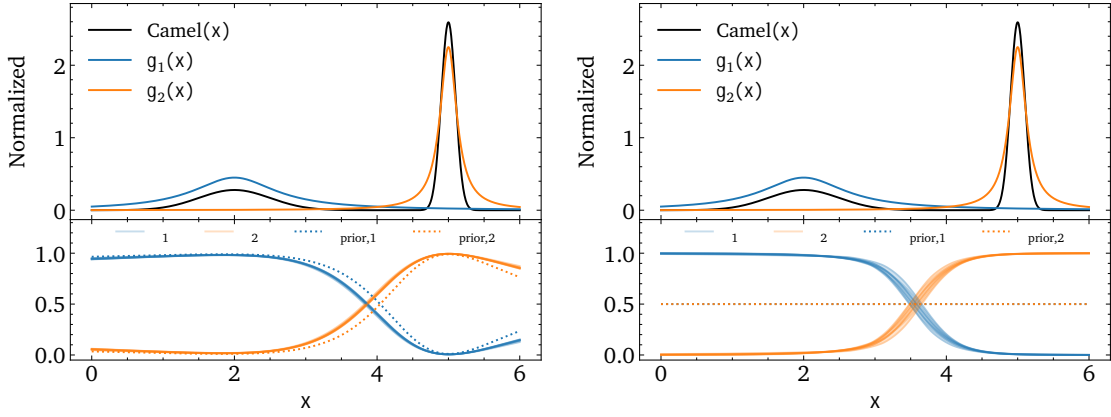 Normalized
2
1
0
Camel(x)
g₁(x)
g₂(x)
1.0
0.5
0.0
1 2 prior,1 prior,2
0 2 4 6
x
Normalized
2
1
0
Camel(x)
g₁(x)
g₂(x)
1.0
0.5
0.0
1 2 prior,1 prior,2
0 2 4 6
x